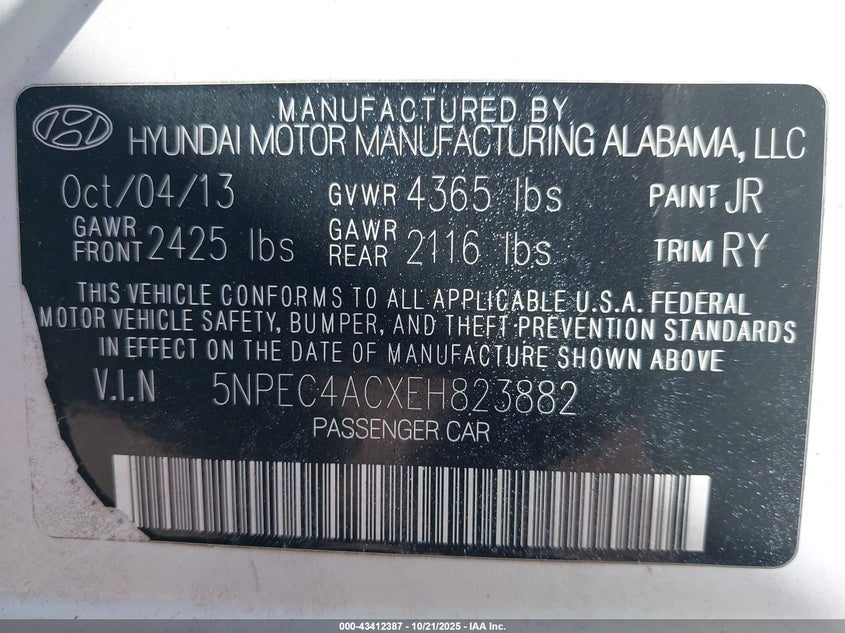 MANUFACTURED BY
HYUNDAI MOTOR MANUFACTURING ALABAMA, LLC
Oct/04/13 GVWR 4365 lbs PAINT JR
GAWR FRONT 2425 lbs GAWR REAR 2116 lbs TRIM RY
THIS VEHICLE CONFORMS TO ALL APPLICABLE U.S.A. FEDERAL
MOTOR VEHICLE SAFETY, BUMPER, AND THEFT PREVENTION STANDARDS
IN EFFECT ON THE DATE OF MANUFACTURE SHOWN ABOVE
V.I.N 5NPEC4ACXEH823882
PASSENGER CAR
000-43412387 - 10/21/2025 - IAA Inc.